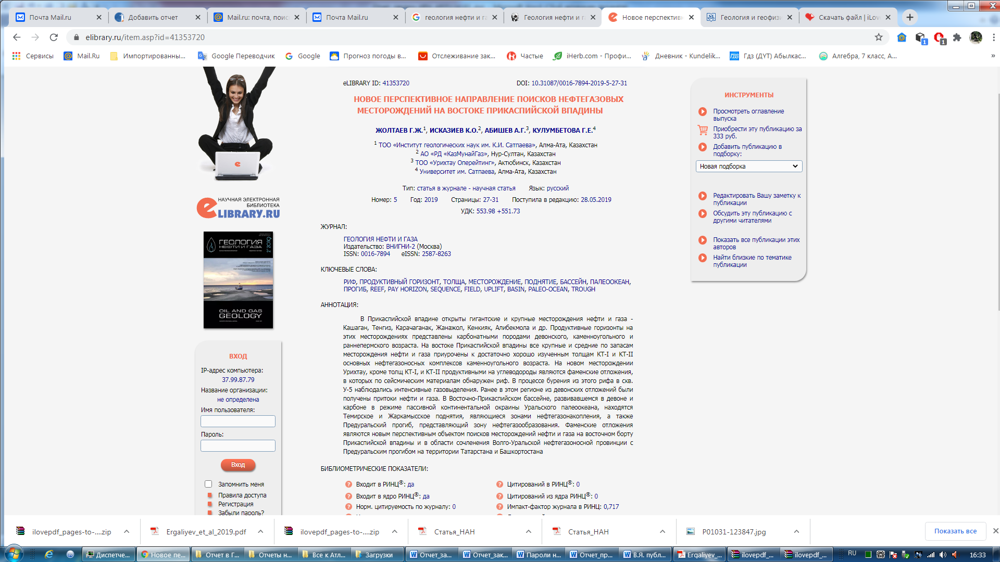 Почта Mail.ru
Добавить отчет
Mail.ru: почта, поис
Почта Mail.ru
геология нефти и га
Геология нефти и г
Новое перспективн
Геология и геофизи
Скачать файл | iLov
elibrary.ru/item.asp?id=41353720
Сервисы
Mail.Ru
Импортированны...
Google Переводчик
Google
Прогноз погоды в...
Отслеживание зак...
Частые
iHerb.com - Профи...
Дневник - Kundelik...
Гдз (ДУТ) Абылкас...
Алгебра, 7 класс, А...
»
eLIBRARY ID: 41353720 DOI: 10.31087/0016-7894-2019-5-27-31
НОВОЕ ПЕРСПЕКТИВНОЕ НАПРАВЛЕНИЕ ПОИСКОВ НЕФТЕГАЗОВЫХ
МЕСТОРОЖДЕНИЙ НА ВОСТОКЕ ПРИКАСПИЙСКОЙ ВПАДИНЫ
ЖОЛТАЕВ Г.Ж.1, ИСКАЗИЕВ К.О.2, АБИШЕВ А.Г.3, КУЛУМБЕТОВА Г.Е.4
1 ТОО «Институт геологических наук им. К.И. Сатпаева», Алма-Ата, Казахстан
2 АО «РД «КазМунайГаз», Нур-Султан, Казахстан
3 ТОО «Урихтау Оперейтинг», Актюбинск, Казахстан
4 Университет им. Сатпаева, Алма-Ата, Казахстан
Тип: статья в журнале - научная статья Язык: русский
Номер: 5 Год: 2019 Страницы: 27-31 Поступила в редакцию: 28.05.2019
УДК: 553.98 +551.73
ЖУРНАЛ:
ГЕОЛОГИЯ НЕФТИ И ГАЗА
Издательство: ВНИГНИ-2 (Москва)
ISSN: 0016-7894 eISSN: 2587-8263
КЛЮЧЕВЫЕ СЛОВА:
РИФ, ПРОДУКТИВНЫЙ ГОРИЗОНТ, ТОЛЩА, МЕСТОРОЖДЕНИЕ, ПОДНЯТИЕ, БАССЕЙН, ПАЛЕООКЕАН,
ПРОГИБ, REEF, PAY HORIZON, SEQUENCE, FIELD, UPLIFT, BASIN, PALEO-OCEAN, TROUGH
АННОТАЦИЯ:
В Прикаспийской впадине открыты гигантские и крупные месторождения нефти и газа -
Кашаган, Тенгиз, Карачаганак, Жанажол, Кенкияк, Алибекмола и др. Продуктивные горизонты на
этих месторождениях представлены карбонатными породами девонского, каменноугольного и
раннепермского возраста. На востоке Прикаспийской впадины все крупные и средние по запасам
месторождения нефти и газа приурочены к достаточно хорошо изученным толщам КТ-I и КТ-II
основных нефтегазоносных комплексов каменноугольного возраста. На новом месторождении
Урихтау, кроме толщ КТ-I, и КТ-II продуктивными на углеводороды являются фаменские отложения,
в которых по сейсмическим материалам обнаружен риф. В процессе бурения из этого рифа в скв.
У-5 наблюдались интенсивные газовыделения. Ранее в этом регионе из девонских отложений были
получены притоки нефти и газа. В Восточно-Прикаспийском бассейне, развивавшемся в девоне и
карбоне в режиме пассивной континентальной окраины Уральского палеоокеана, находятся
Темирское и Жаркамысское поднятия, являющиеся зонами нефтегазонакопления, а также
Предуральский прогиб, представляющий зону нефтегазообразования. Фаменские отложения
являются новым перспективным объектом поисков месторождений нефти и газа на восточном борту
Прикаспийской впадины и в области сочленения Волго-Уральской нефтегазоносной провинции с
Предуральским прогибом на территории Татарстана и Башкортостана
БИБЛИОМЕТРИЧЕСКИЕ ПОКАЗАТЕЛИ:
Входит в РИНЦ®: да Цитирований в РИНЦ®: 0
Входит в ядро РИНЦ®: да Цитирований из ядра РИНЦ®: 0
Норм. цитируемость по журналу: 0 Импакт-фактор журнала в РИНЦ: 0,717
НАУЧНАЯ ЭЛЕКТРОННАЯ
БИБЛИОТЕКА
eLIBRARY.RU
ГЕОЛОГИЯ
НЕФТИ И ГАЗА
2'2019
OIL AND GAS
GEOLOGY
ВХОД
IP-адрес компьютера:
37.99.87.79
Название организации:
не определена
Имя пользователя:
Пароль:
Вход
Запомнить меня
Правила доступа
Регистрация
Забыли пароль?
ИНСТРУМЕНТЫ
Просмотреть оглавление
выпуска
Приобрести эту публикацию за
333 руб.
Добавить публикацию в
подборку:
Новая подборка
Редактировать Вашу заметку к
публикации
Обсудить эту публикацию с
другими читателями
Показать все публикации этих
авторов
Найти близкие по тематике
публикации
ilovepdf_pages-to-....zip
Ergaliyev_et_al_2019.pdf
ilovepdf_pages-to-....zip
Статья_НАН
Статья_НАН
P01031-123847.jpg
Показать все
Диспетче...
Новое пе...
Отчет в Г...
Отчеты н...
Все к Атл...
Загрузки
Отчет_за...
Отчет_зак...
Пароли н...
Отчет_пр...
В.Я. публ...
Ergaliyev_...
ilovepdf_...
ilovepdf_...
RU
16:33